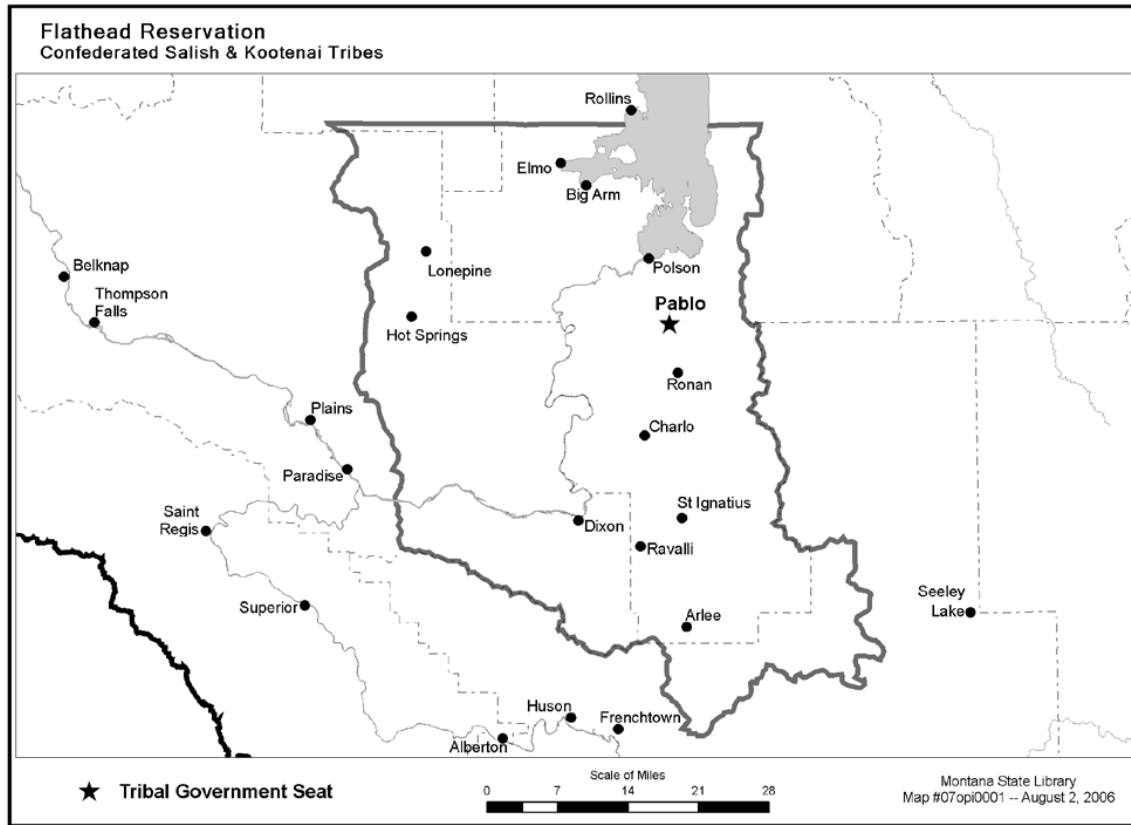 Flathead Reservation
Confederated Salish & Kootenai Tribes
Rollins
Elmo
Big Arm
Lonepine
Polson
Belknap
Thompson
Falls
Pablo
Hot Springs
Ronan
Plains
Charlo
Paradise
St Ignatius
Saint
Regis
Dixon
Ravalli
Superior
Seeley
Lake
Arlee
Huson
Frenchtown
Alberton
Tribal Government Seat
Scale of Miles
0 7 14 21 28
Montana State Library
Map #07opi0001 -- August 2, 2006